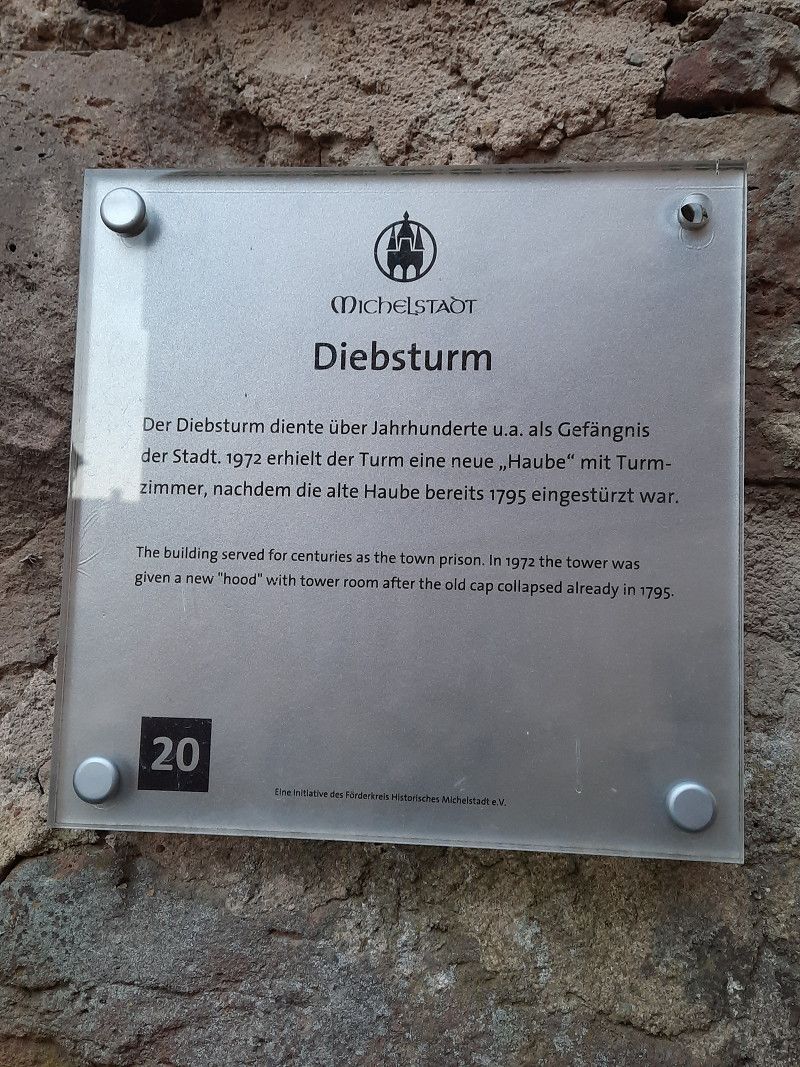 Michelstadt
Diebsturm
Der Diebsturm diente über Jahrhunderte u.a. als Gefängnis
der Stadt. 1972 erhielt der Turm eine neue „Haube“ mit Turm-
zimmer, nachdem die alte Haube bereits 1795 eingestürzt war.
The building served for centuries as the town prison. In 1972 the tower was
given a new "hood" with tower room after the old cap collapsed already in 1795.
20
Eine Initiative des Förderkreis Historisches Michelstadt e.V.